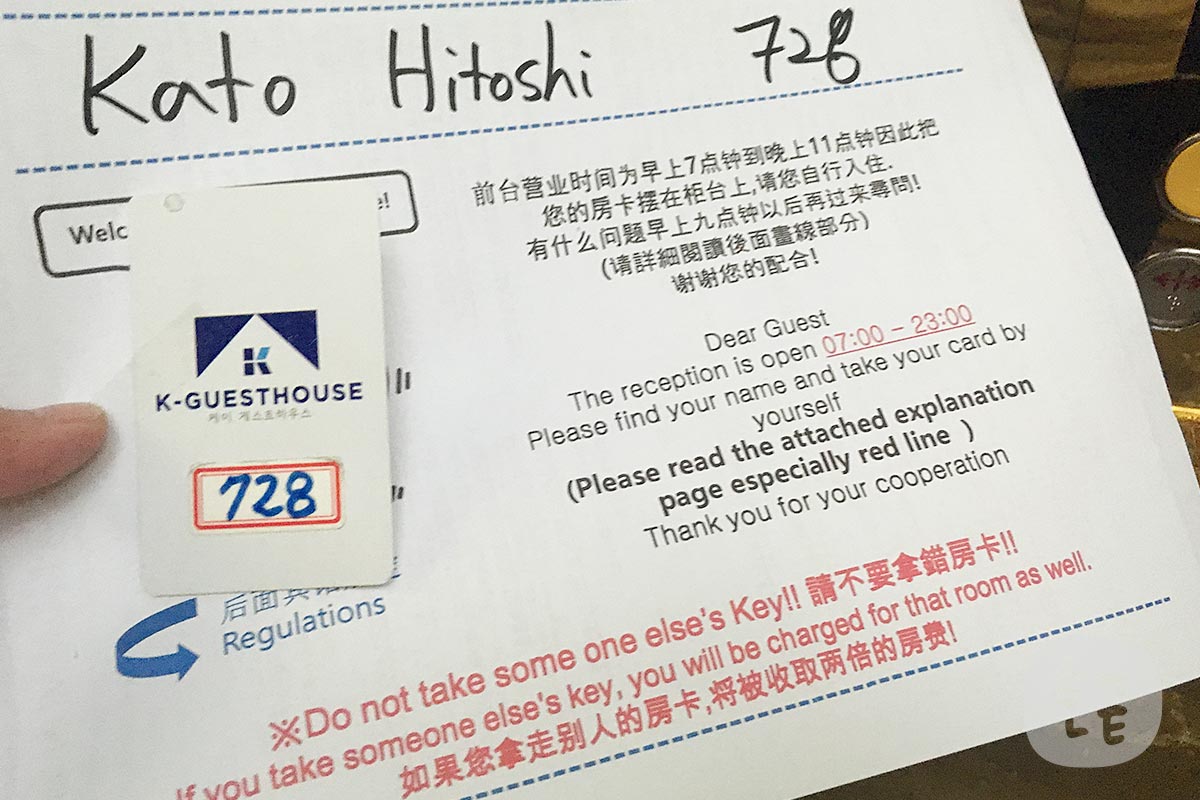 Kato Hitoshi 728
Welc e!
K
K-GUESTHOUSE
케이 게스트하우스
728
后面
Regulations
前台营业时间为早上7点钟到晚上11点钟因此把
您的房卡摆在柜台上,请您自行入住.
有什么问题早上九点钟以后再过来尋問!
(请詳細閱讀後面畫線部分)
谢谢您的配合!
Dear Guest
The reception is open 07:00 - 23:00
Please find your name and take your card by
yourself
(Please read the attached explanation
page especially red line )
Thank you for your cooperation
※Do not take some one else's Key!! 請不要拿錯房卡!!
If you take someone else's key, you will be charged for that room as well.
如果您拿走别人的房卡,将被收取两倍的房费!
LE